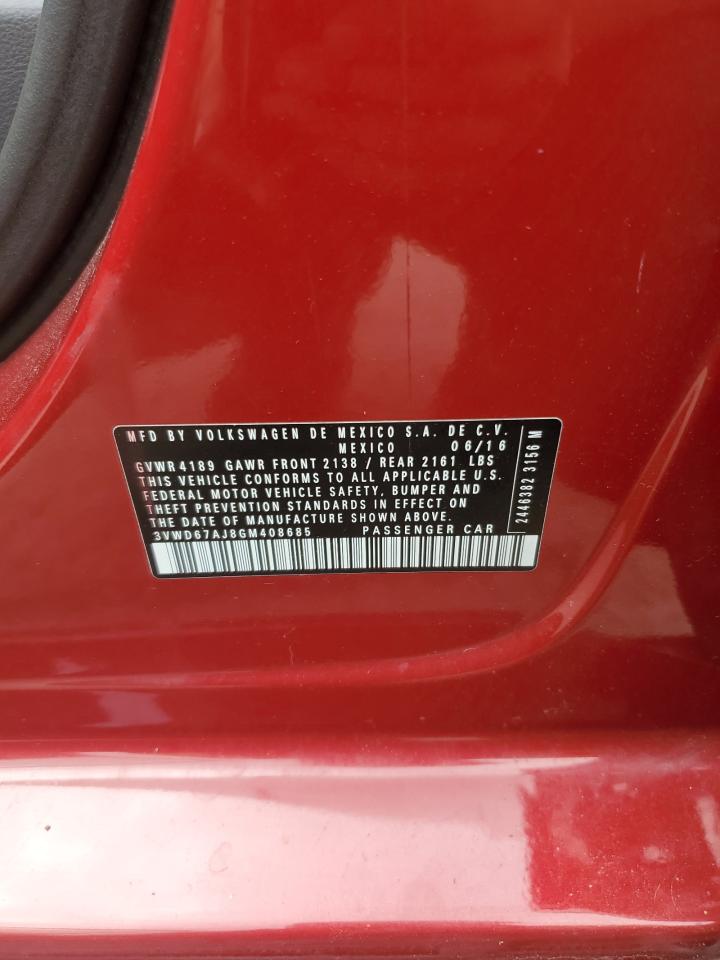 MFD BY VOLKSWAGEN DE MEXICO S.A. DE C.V.
MEXICO 06/16
GVWR 4189 GAWR FRONT 2138 / REAR 2161 LBS
THIS VEHICLE CONFORMS TO ALL APPLICABLE U.S.
FEDERAL MOTOR VEHICLE SAFETY, BUMPER AND
THEFT PREVENTION STANDARDS IN EFFECT ON
THE DATE OF MANUFACTURE SHOWN ABOVE.
3VWD67AJ8GM408685 PASSENGER CAR
2446382 3156 M